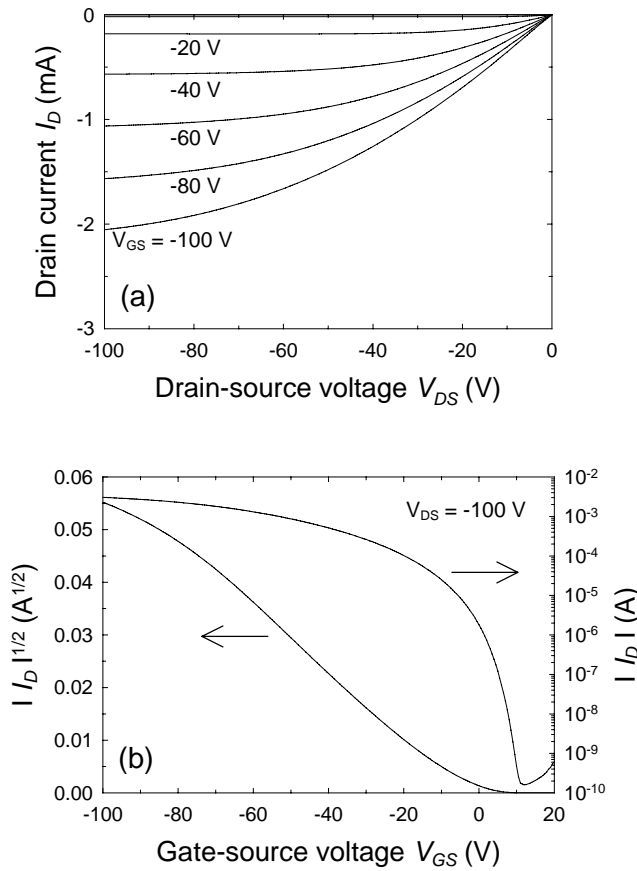 0
-1
-2
-3
Drain current I_D (mA)
-20 V
-40 V
-60 V
-80 V
V_GS = -100 V
(a)
-100 -80 -60 -40 -20 0
Drain-source voltage V_DS (V)
0.06
0.05
0.04
0.03
0.02
0.01
0.00
I I_D I^1/2 (A^1/2)
V_DS = -100 V
(b)
10^-2
10^-3
10^-4
10^-5
10^-6
10^-7
10^-8
10^-9
10^-10
I I_D I (A)
-100 -80 -60 -40 -20 0 20
Gate-source voltage V_GS (V)